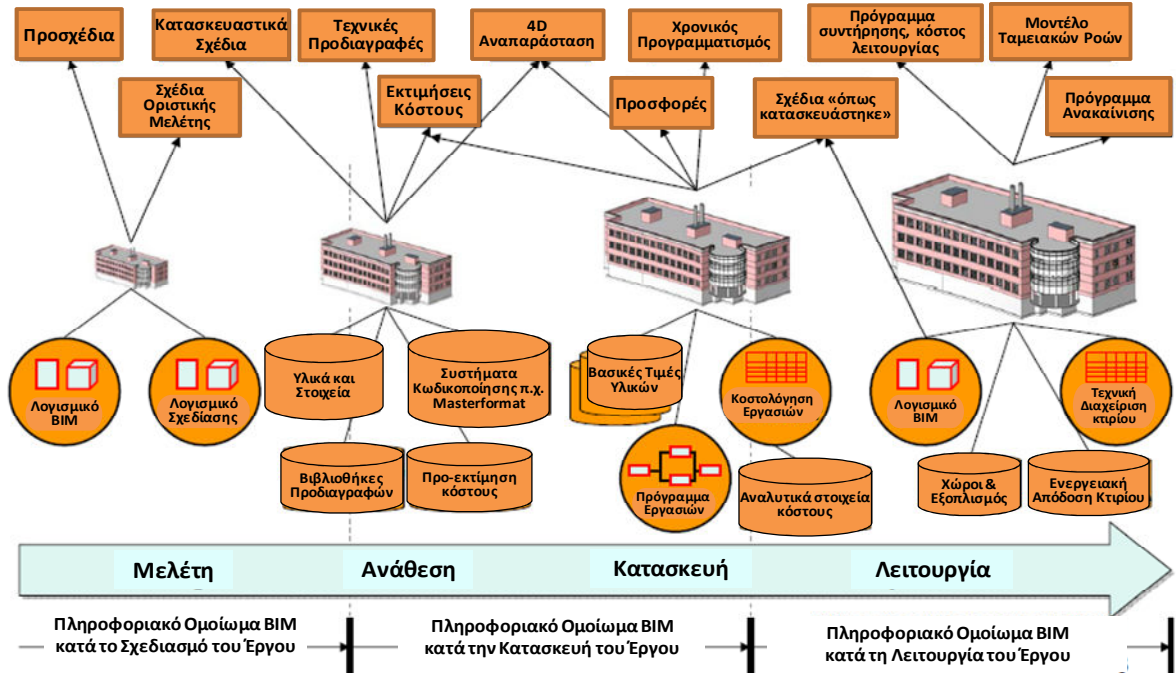 Προσχέδια
Κατασκευαστικά
Σχέδια
Τεχνικές
Προδιαγραφές
4D
Αναπαράσταση
Χρονικός
Προγραμματισμός
Πρόγραμμα
συντήρησης, κόστος
λειτουργίας
Μοντέλο
Ταμειακών Ροών
Σχέδια
Οριστικής
Μελέτης
Εκτιμήσεις
Κόστους
Προσφορές
Σχέδια «όπως
κατασκευάστηκε»
Πρόγραμμα
Ανακαίνισης
Λογισμικό
BIM
Λογισμικό
Σχεδίασης
Υλικά και
Στοιχεία
Συστήματα
Κωδικοποίησης π.χ.
Masterformat
Βασικές Τιμές
Υλικών
Κοστολόγηση
Εργασιών
Λογισμικό
BIM
Τεχνική
Διαχείριση
κτιρίου
Βιβλιοθήκες
Προδιαγραφών
Προ-εκτίμηση
κόστους
Πρόγραμμα
Εργασιών
Αναλυτικά στοιχεία
κόστους
Χώροι &
Εξοπλισμός
Ενεργειακή
Απόδοση Κτιρίου
Μελέτη
Ανάθεση
Κατασκευή
Λειτουργία
Πληροφοριακό Ομοίωμα BIM
κατά το Σχεδιασμό του Έργου
Πληροφοριακό Ομοίωμα BIM
κατά την Κατασκευή του Έργου
Πληροφοριακό Ομοίωμα BIM
κατά τη Λειτουργία του Έργου